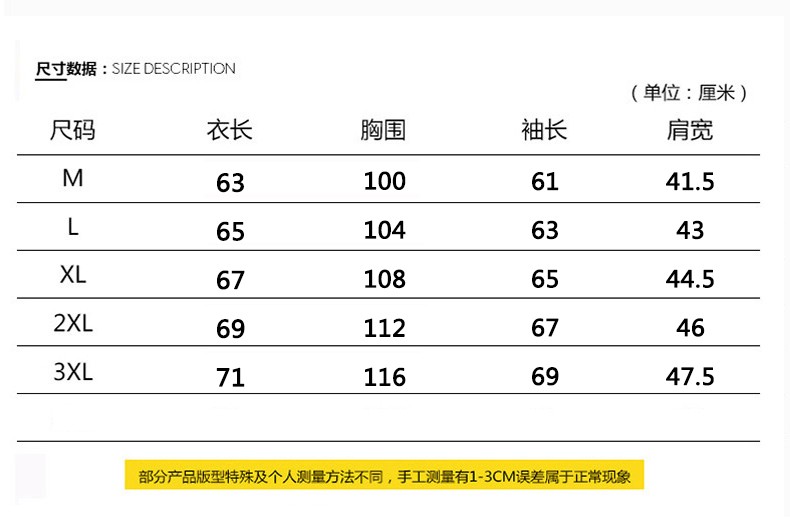 尺寸数据：SIZE DESCRIPTION
（单位：厘米）
尺码 衣长 胸围 袖长 肩宽
M 63 100 61 41.5
L 65 104 63 43
XL 67 108 65 44.5
2XL 69 112 67 46
3XL 71 116 69 47.5
部分产品版型特殊及个人测量方法不同，手工测量有1-3CM误差属于正常现象